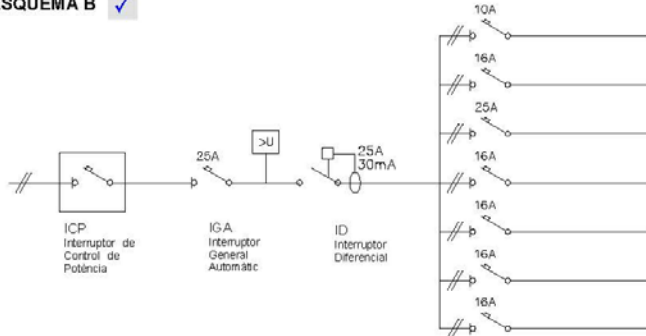 ESQUEMA B
10A
16A
25A
16A
16A
16A
16A
>U
25A
25A
30mA
ICP
Interruptor de
Control de
Potència
IGA
Interruptor
General
Automàtic
ID
Interruptor
Diferencial